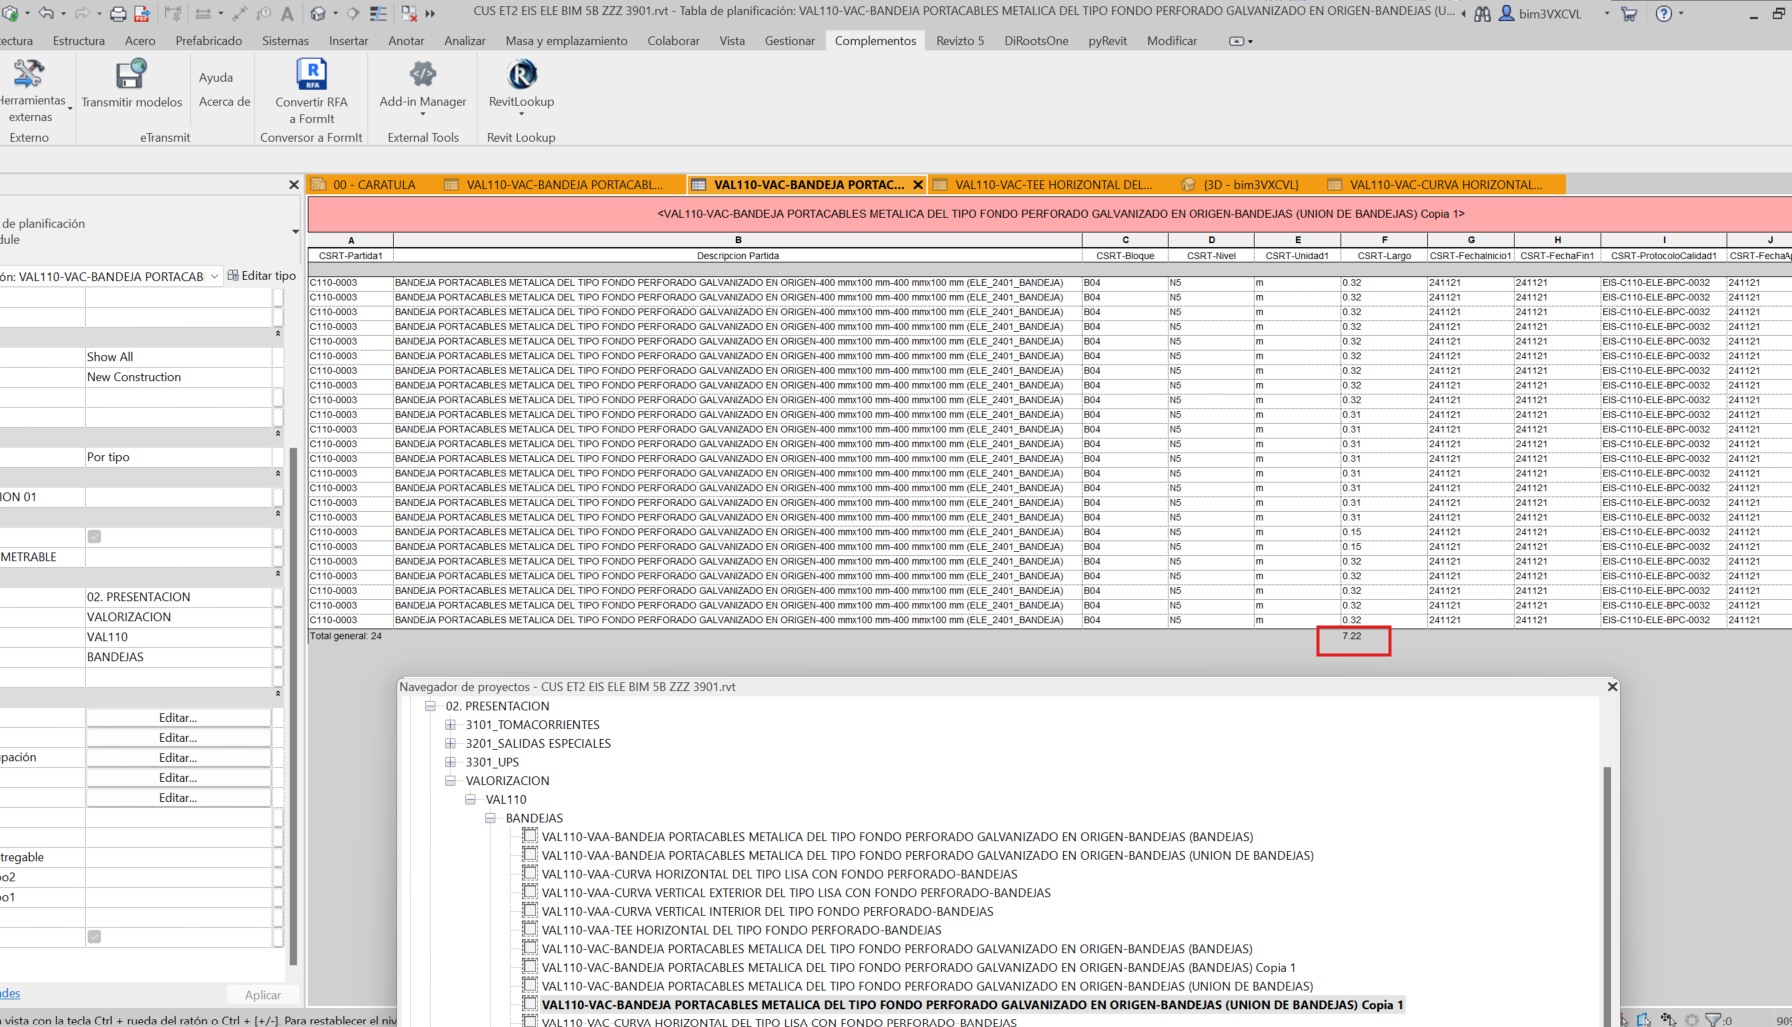 CUS ET2 EIS ELE BIM 5B ZZZ 3901.rvt - Tabla de planificación: VAL110-VAC-BANDEJA PORTACABLES METALICA DEL TIPO FONDO PERFORADO GALVANIZADO EN ORIGEN-BANDEJAS (U... bim3VXCVL
ectura Estructura Acero Prefabricado Sistemas Insertar Anotar Analizar Masa y emplazamiento Colaborar Vista Gestionar Complementos Revizto 5 DiRootsOne pyRevit Modificar
Herramientas externas Transmitir modelos Ayuda Acerca de Convertir RFA a FormIt Add-in Manager RevitLookup
Externo eTransmit Conversor a FormIt External Tools Revit Lookup
00 - CARATULA VAL110-VAC-BANDEJA PORTACABL... VAL110-VAC-BANDEJA PORTAC... VAL110-VAC-TEE HORIZONTAL DEL... {3D - bim3VXCVL} VAL110-VAC-CURVA HORIZONTAL...
de planificación
dule
ón: VAL110-VAC-BANDEJA PORTACAB Editar tipo
Show All
New Construction
Por tipo
ION 01
METRABLE
02. PRESENTACION
VALORIZACION
VAL110
BANDEJAS
Editar...
Editar...
pación Editar...
Editar...
Editar...
tregable
po2
po1
ades Aplicar
<VAL110-VAC-BANDEJA PORTACABLES METALICA DEL TIPO FONDO PERFORADO GALVANIZADO EN ORIGEN-BANDEJAS (UNION DE BANDEJAS) Copia 1>
A B C D E F G H I J
CSRT-Partida1 Descripcion Partida CSRT-Bloque CSRT-Nivel CSRT-Unidad1 CSRT-Largo CSRT-FechaInicio1 CSRT-FechaFin1 CSRT-ProtocoloCalidad1 CSRT-FechaAp
C110-0003 BANDEJA PORTACABLES METALICA DEL TIPO FONDO PERFORADO GALVANIZADO EN ORIGEN-400 mmx100 mm-400 mmx100 mm (ELE_2401_BANDEJA) B04 N5 m 0.32 241121 241121 EIS-C110-ELE-BPC-0032 241121
C110-0003 BANDEJA PORTACABLES METALICA DEL TIPO FONDO PERFORADO GALVANIZADO EN ORIGEN-400 mmx100 mm-400 mmx100 mm (ELE_2401_BANDEJA) B04 N5 m 0.32 241121 241121 EIS-C110-ELE-BPC-0032 241121
C110-0003 BANDEJA PORTACABLES METALICA DEL TIPO FONDO PERFORADO GALVANIZADO EN ORIGEN-400 mmx100 mm-400 mmx100 mm (ELE_2401_BANDEJA) B04 N5 m 0.32 241121 241121 EIS-C110-ELE-BPC-0032 241121
C110-0003 BANDEJA PORTACABLES METALICA DEL TIPO FONDO PERFORADO GALVANIZADO EN ORIGEN-400 mmx100 mm-400 mmx100 mm (ELE_2401_BANDEJA) B04 N5 m 0.32 241121 241121 EIS-C110-ELE-BPC-0032 241121
C110-0003 BANDEJA PORTACABLES METALICA DEL TIPO FONDO PERFORADO GALVANIZADO EN ORIGEN-400 mmx100 mm-400 mmx100 mm (ELE_2401_BANDEJA) B04 N5 m 0.32 241121 241121 EIS-C110-ELE-BPC-0032 241121
C110-0003 BANDEJA PORTACABLES METALICA DEL TIPO FONDO PERFORADO GALVANIZADO EN ORIGEN-400 mmx100 mm-400 mmx100 mm (ELE_2401_BANDEJA) B04 N5 m 0.32 241121 241121 EIS-C110-ELE-BPC-0032 241121
C110-0003 BANDEJA PORTACABLES METALICA DEL TIPO FONDO PERFORADO GALVANIZADO EN ORIGEN-400 mmx100 mm-400 mmx100 mm (ELE_2401_BANDEJA) B04 N5 m 0.32 241121 241121 EIS-C110-ELE-BPC-0032 241121
C110-0003 BANDEJA PORTACABLES METALICA DEL TIPO FONDO PERFORADO GALVANIZADO EN ORIGEN-400 mmx100 mm-400 mmx100 mm (ELE_2401_BANDEJA) B04 N5 m 0.32 241121 241121 EIS-C110-ELE-BPC-0032 241121
C110-0003 BANDEJA PORTACABLES METALICA DEL TIPO FONDO PERFORADO GALVANIZADO EN ORIGEN-400 mmx100 mm-400 mmx100 mm (ELE_2401_BANDEJA) B04 N5 m 0.32 241121 241121 EIS-C110-ELE-BPC-0032 241121
C110-0003 BANDEJA PORTACABLES METALICA DEL TIPO FONDO PERFORADO GALVANIZADO EN ORIGEN-400 mmx100 mm-400 mmx100 mm (ELE_2401_BANDEJA) B04 N5 m 0.31 241121 241121 EIS-C110-ELE-BPC-0032 241121
C110-0003 BANDEJA PORTACABLES METALICA DEL TIPO FONDO PERFORADO GALVANIZADO EN ORIGEN-400 mmx100 mm-400 mmx100 mm (ELE_2401_BANDEJA) B04 N5 m 0.31 241121 241121 EIS-C110-ELE-BPC-0032 241121
C110-0003 BANDEJA PORTACABLES METALICA DEL TIPO FONDO PERFORADO GALVANIZADO EN ORIGEN-400 mmx100 mm-400 mmx100 mm (ELE_2401_BANDEJA) B04 N5 m 0.31 241121 241121 EIS-C110-ELE-BPC-0032 241121
C110-0003 BANDEJA PORTACABLES METALICA DEL TIPO FONDO PERFORADO GALVANIZADO EN ORIGEN-400 mmx100 mm-400 mmx100 mm (ELE_2401_BANDEJA) B04 N5 m 0.31 241121 241121 EIS-C110-ELE-BPC-0032 241121
C110-0003 BANDEJA PORTACABLES METALICA DEL TIPO FONDO PERFORADO GALVANIZADO EN ORIGEN-400 mmx100 mm-400 mmx100 mm (ELE_2401_BANDEJA) B04 N5 m 0.31 241121 241121 EIS-C110-ELE-BPC-0032 241121
C110-0003 BANDEJA PORTACABLES METALICA DEL TIPO FONDO PERFORADO GALVANIZADO EN ORIGEN-400 mmx100 mm-400 mmx100 mm (ELE_2401_BANDEJA) B04 N5 m 0.31 241121 241121 EIS-C110-ELE-BPC-0032 241121
C110-0003 BANDEJA PORTACABLES METALICA DEL TIPO FONDO PERFORADO GALVANIZADO EN ORIGEN-400 mmx100 mm-400 mmx100 mm (ELE_2401_BANDEJA) B04 N5 m 0.31 241121 241121 EIS-C110-ELE-BPC-0032 241121
C110-0003 BANDEJA PORTACABLES METALICA DEL TIPO FONDO PERFORADO GALVANIZADO EN ORIGEN-400 mmx100 mm-400 mmx100 mm (ELE_2401_BANDEJA) B04 N5 m 0.31 241121 241121 EIS-C110-ELE-BPC-0032 241121
C110-0003 BANDEJA PORTACABLES METALICA DEL TIPO FONDO PERFORADO GALVANIZADO EN ORIGEN-400 mmx100 mm-400 mmx100 mm (ELE_2401_BANDEJA) B04 N5 m 0.15 241121 241121 EIS-C110-ELE-BPC-0032 241121
C110-0003 BANDEJA PORTACABLES METALICA DEL TIPO FONDO PERFORADO GALVANIZADO EN ORIGEN-400 mmx100 mm-400 mmx100 mm (ELE_2401_BANDEJA) B04 N5 m 0.15 241121 241121 EIS-C110-ELE-BPC-0032 241121
C110-0003 BANDEJA PORTACABLES METALICA DEL TIPO FONDO PERFORADO GALVANIZADO EN ORIGEN-400 mmx100 mm-400 mmx100 mm (ELE_2401_BANDEJA) B04 N5 m 0.32 241121 241121 EIS-C110-ELE-BPC-0032 241121
C110-0003 BANDEJA PORTACABLES METALICA DEL TIPO FONDO PERFORADO GALVANIZADO EN ORIGEN-400 mmx100 mm-400 mmx100 mm (ELE_2401_BANDEJA) B04 N5 m 0.32 241121 241121 EIS-C110-ELE-BPC-0032 241121
C110-0003 BANDEJA PORTACABLES METALICA DEL TIPO FONDO PERFORADO GALVANIZADO EN ORIGEN-400 mmx100 mm-400 mmx100 mm (ELE_2401_BANDEJA) B04 N5 m 0.32 241121 241121 EIS-C110-ELE-BPC-0032 241121
C110-0003 BANDEJA PORTACABLES METALICA DEL TIPO FONDO PERFORADO GALVANIZADO EN ORIGEN-400 mmx100 mm-400 mmx100 mm (ELE_2401_BANDEJA) B04 N5 m 0.32 241121 241121 EIS-C110-ELE-BPC-0032 241121
C110-0003 BANDEJA PORTACABLES METALICA DEL TIPO FONDO PERFORADO GALVANIZADO EN ORIGEN-400 mmx100 mm-400 mmx100 mm (ELE_2401_BANDEJA) B04 N5 m 0.32 241121 241121 EIS-C110-ELE-BPC-0032 241121
Total general: 24 7.22
Navegador de proyectos - CUS ET2 EIS ELE BIM 5B ZZZ 3901.rvt
02. PRESENTACION
3101_TOMACORRIENTES
3201_SALIDAS ESPECIALES
3301_UPS
VALORIZACION
VAL110
BANDEJAS
VAL110-VAA-BANDEJA PORTACABLES METALICA DEL TIPO FONDO PERFORADO GALVANIZADO EN ORIGEN-BANDEJAS (BANDEJAS)
VAL110-VAA-BANDEJA PORTACABLES METALICA DEL TIPO FONDO PERFORADO GALVANIZADO EN ORIGEN-BANDEJAS (UNION DE BANDEJAS)
VAL110-VAA-CURVA HORIZONTAL DEL TIPO LISA CON FONDO PERFORADO-BANDEJAS
VAL110-VAA-CURVA VERTICAL EXTERIOR DEL TIPO LISA CON FONDO PERFORADO-BANDEJAS
VAL110-VAA-CURVA VERTICAL INTERIOR DEL TIPO FONDO PERFORADO-BANDEJAS
VAL110-VAA-TEE HORIZONTAL DEL TIPO FONDO PERFORADO-BANDEJAS
VAL110-VAC-BANDEJA PORTACABLES METALICA DEL TIPO FONDO PERFORADO GALVANIZADO EN ORIGEN-BANDEJAS (BANDEJAS)
VAL110-VAC-BANDEJA PORTACABLES METALICA DEL TIPO FONDO PERFORADO GALVANIZADO EN ORIGEN-BANDEJAS (BANDEJAS) Copia 1
VAL110-VAC-BANDEJA PORTACABLES METALICA DEL TIPO FONDO PERFORADO GALVANIZADO EN ORIGEN-BANDEJAS (UNION DE BANDEJAS)
VAL110-VAC-BANDEJA PORTACABLES METALICA DEL TIPO FONDO PERFORADO GALVANIZADO EN ORIGEN-BANDEJAS (UNION DE BANDEJAS) Copia 1
VAL110-VAC-CURVA HORIZONTAL DEL TIPO LISA CON FONDO PERFORADO-BANDEJAS
vista con la tecla Ctrl + rueda del ratón o Ctrl + [+/-]. Para restablecer el niv :0